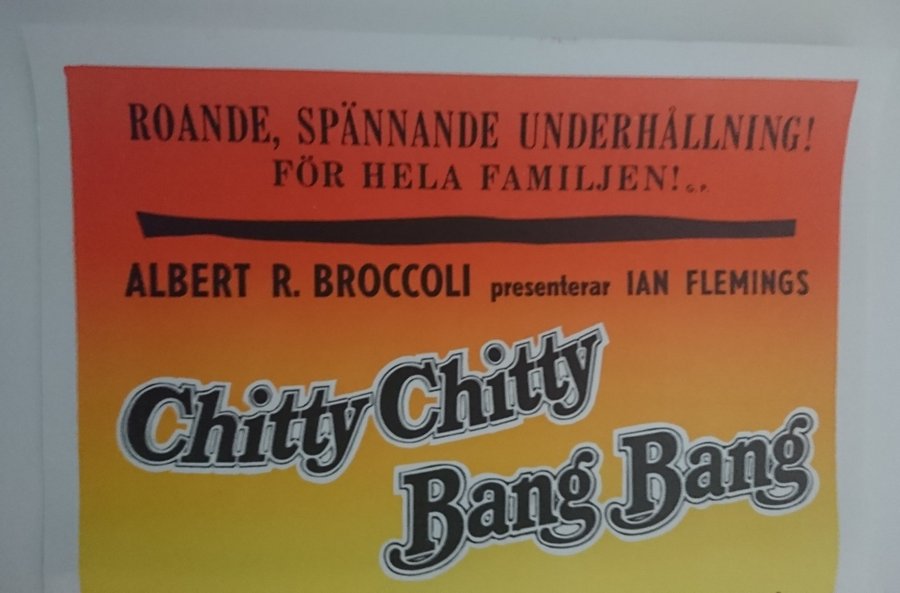 ROANDE, SPÄNNANDE UNDERHÅLLNING!
FÖR HELA FAMILJEN! G.P.
ALBERT R. BROCCOLI presenterar IAN FLEMINGS
Chitty Chitty
Bang Bang